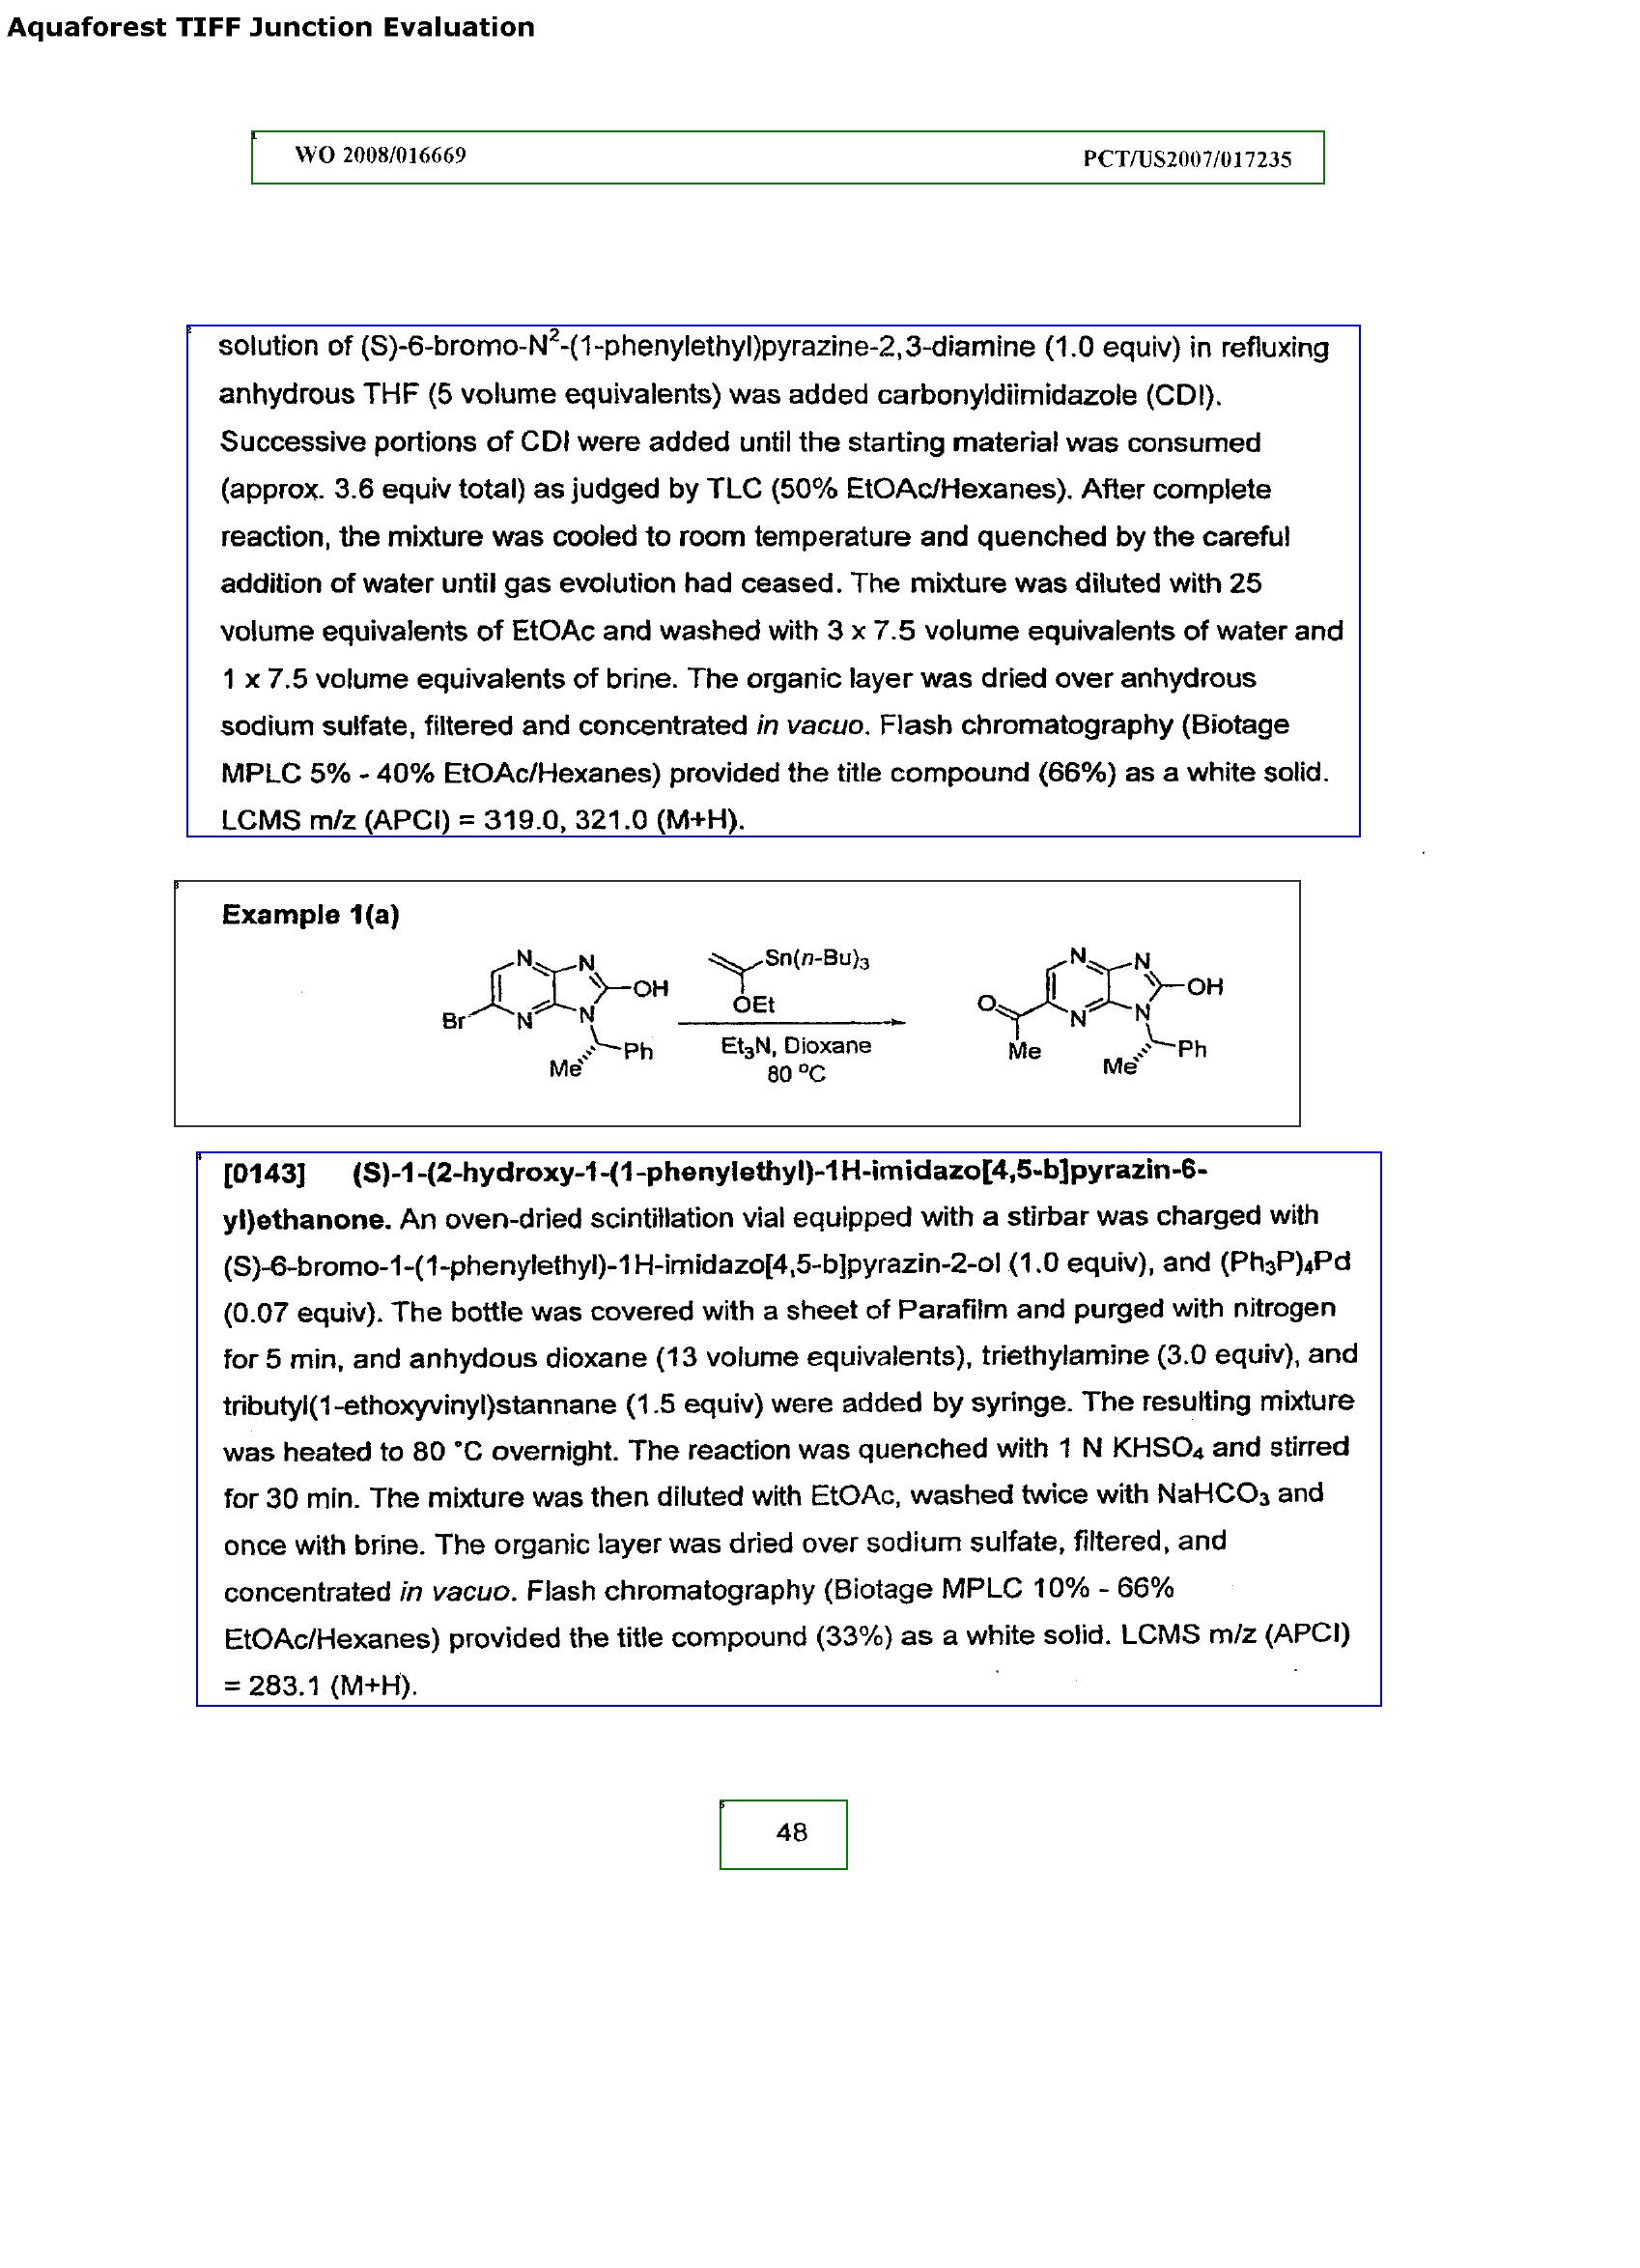 Aquaforest TIFF Junction Evaluation
1
WO 2008/016669 PCT/US2007/017235
2
solution of (S)-6-bromo-N²-(1-phenylethyl)pyrazine-2,3-diamine (1.0 equiv) in refluxing
anhydrous THF (5 volume equivalents) was added carbonyldiimidazole (CDI).
Successive portions of CDI were added until the starting material was consumed
(approx. 3.6 equiv total) as judged by TLC (50% EtOAc/Hexanes). After complete
reaction, the mixture was cooled to room temperature and quenched by the careful
addition of water until gas evolution had ceased. The mixture was diluted with 25
volume equivalents of EtOAc and washed with 3 x 7.5 volume equivalents of water and
1 x 7.5 volume equivalents of brine. The organic layer was dried over anhydrous
sodium sulfate, filtered and concentrated in vacuo. Flash chromatography (Biotage
MPLC 5% - 40% EtOAc/Hexanes) provided the title compound (66%) as a white solid.
LCMS m/z (APCI) = 319.0, 321.0 (M+H).
3
Example 1(a)
N N OH Br N N Me Ph
Sn(n-Bu)₃
OEt
Et₃N, Dioxane
80 °C
N N OH O N N Me Me Ph
4
[0143] (S)-1-(2-hydroxy-1-(1-phenylethyl)-1H-imidazo[4,5-b]pyrazin-6-
yl)ethanone. An oven-dried scintillation vial equipped with a stirbar was charged with
(S)-6-bromo-1-(1-phenylethyl)-1H-imidazo[4,5-b]pyrazin-2-ol (1.0 equiv), and (Ph₃P)₄Pd
(0.07 equiv). The bottle was covered with a sheet of Parafilm and purged with nitrogen
for 5 min, and anhydous dioxane (13 volume equivalents), triethylamine (3.0 equiv), and
tributyl(1-ethoxyvinyl)stannane (1.5 equiv) were added by syringe. The resulting mixture
was heated to 80 °C overnight. The reaction was quenched with 1 N KHSO₄ and stirred
for 30 min. The mixture was then diluted with EtOAc, washed twice with NaHCO₃ and
once with brine. The organic layer was dried over sodium sulfate, filtered, and
concentrated in vacuo. Flash chromatography (Biotage MPLC 10% - 66%
EtOAc/Hexanes) provided the title compound (33%) as a white solid. LCMS m/z (APCI)
= 283.1 (M+H).
5
48